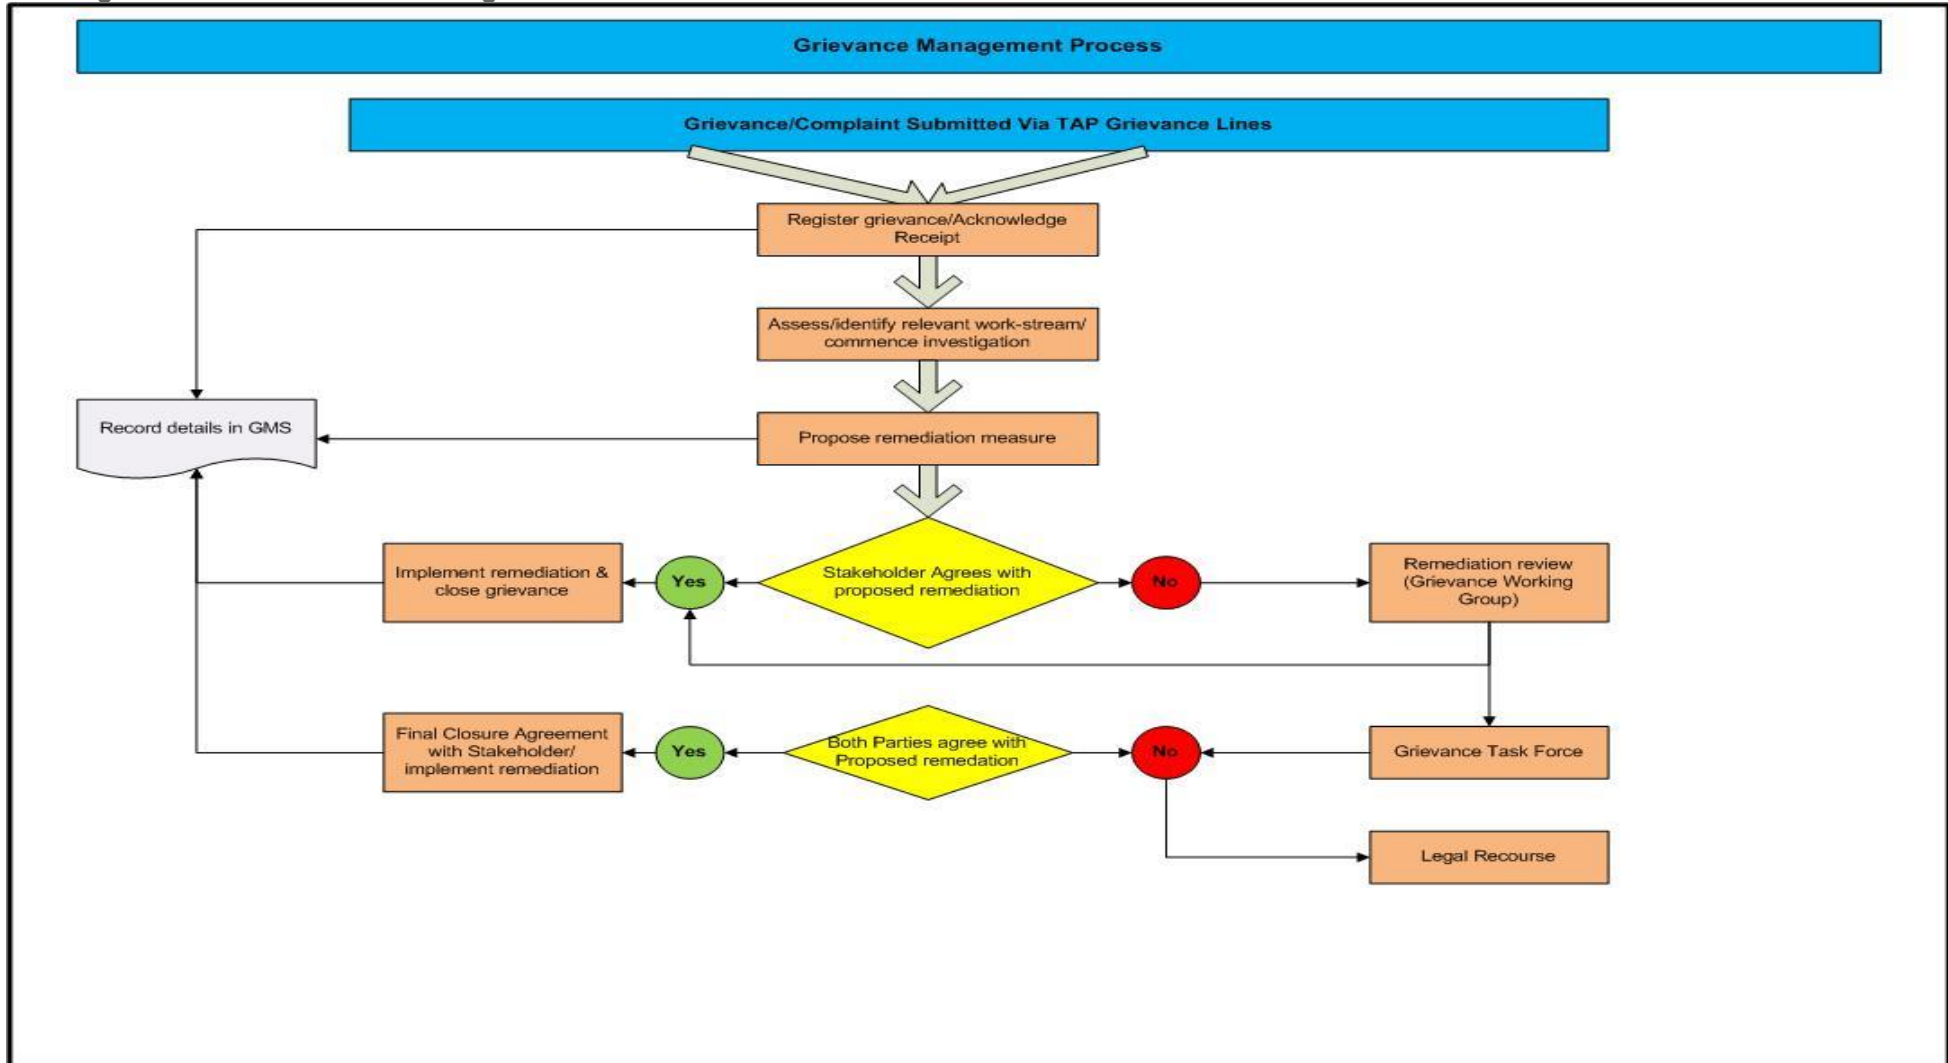 Grievance Management Process
Grievance/Complaint Submitted Via TAP Grievance Lines
Register grievance/Acknowledge
Receipt
Assess/identify relevant work-stream/
commence investigation
Record details in GMS
Propose remediation measure
Implement remediation &
close grievance
Yes
Stakeholder Agrees with
proposed remediation
No
Remediation review
(Grievance Working
Group)
Final Closure Agreement
with Stakeholder/
implement remediation
Yes
Both Parties agree with
Proposed remedation
No
Grievance Task Force
Legal Recourse